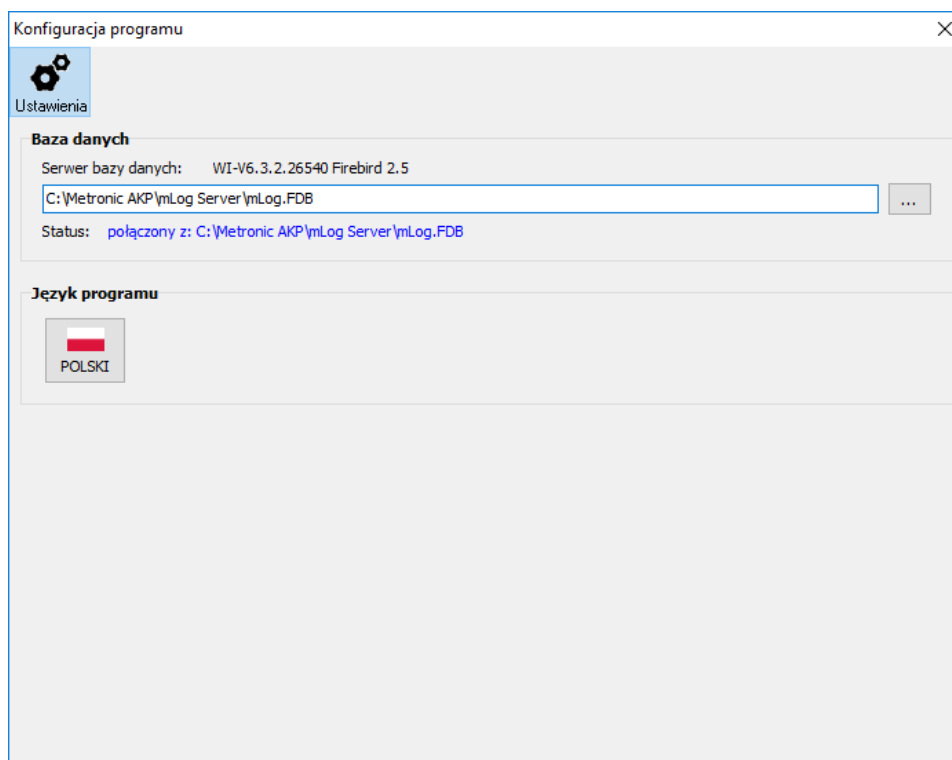 Konfiguracja programu
Ustawienia
Baza danych
Serwer bazy danych: WI-V6.3.2.26540 Firebird 2.5
C:\Metronic AKP\mLog Server\mLog.FDB
...
Status: połączony z: C:\Metronic AKP\mLog Server\mLog.FDB
Język programu
POLSKI